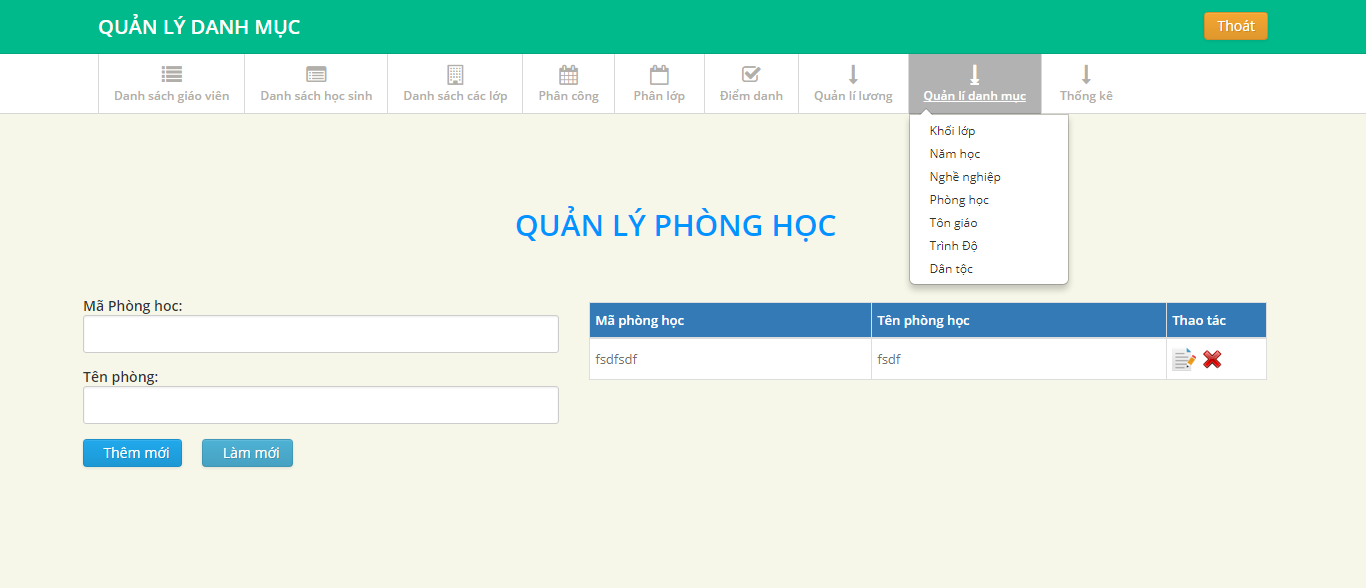 QUẢN LÝ DANH MỤC
Thoát
Danh sách giáo viên
Danh sách học sinh
Danh sách các lớp
Phân công
Phân lớp
Điểm danh
Quản lí lương
Quản lí danh mục
Thống kê
Khối lớp
Năm học
Nghề nghiệp
Phòng học
Tôn giáo
Trình Độ
Dân tộc
QUẢN LÝ PHÒNG HỌC
Mã Phòng hoc:
Tên phòng:
Thêm mới
Làm mới
Mã phòng học
Tên phòng học
Thao tác
fsdfsdf
fsdf